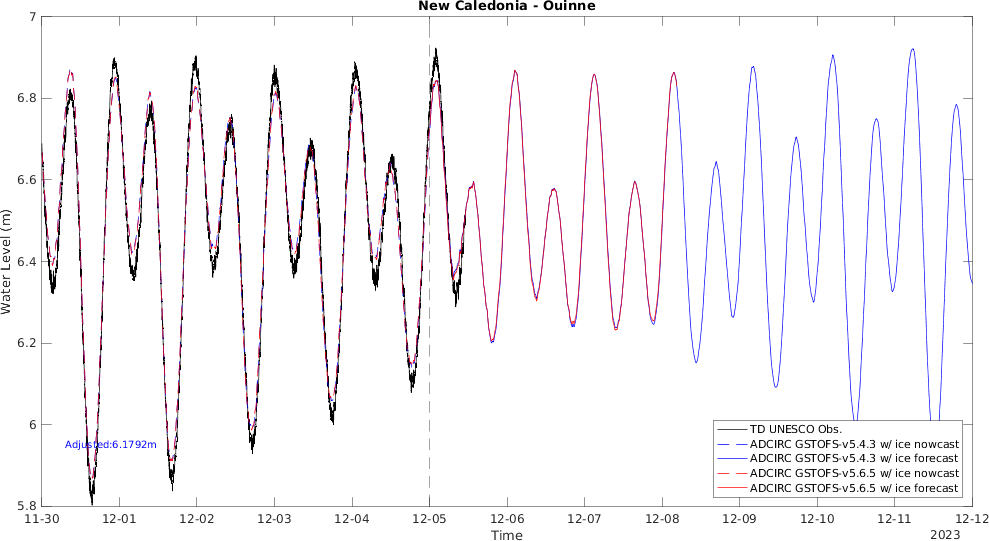 New Caledonia - Ouinne
7
6.8
6.6
6.4
6.2
6
5.8
Water Level (m)
Adjusted:6.1792m
TD UNESCO Obs.
ADCIRC GSTOFS-v5.4.3 w/ ice nowcast
ADCIRC GSTOFS-v5.4.3 w/ ice forecast
ADCIRC GSTOFS-v5.6.5 w/ ice nowcast
ADCIRC GSTOFS-v5.6.5 w/ ice forecast
11-30 12-01 12-02 12-03 12-04 12-05 12-06 12-07 12-08 12-09 12-10 12-11 12-12
Time
2023